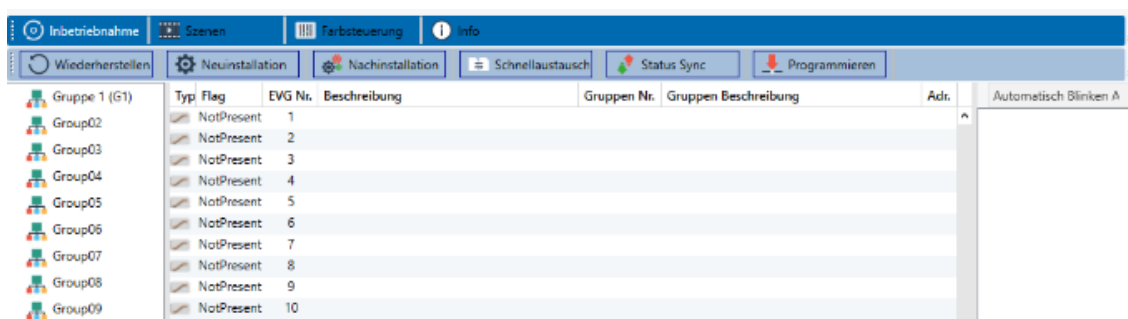 Inbetriebnahme Szenen Farbsteuerung Info
Wiederherstellen Neuinstallation Nachinstallation Schnellaustausch Status Sync Programmieren
Gruppe 1 (G1) Typ Flag EVG Nr. Beschreibung Gruppen Nr. Gruppen Beschreibung Adr. Automatisch Blinken A
NotPresent 1
Group02 NotPresent 2
Group03 NotPresent 3
Group04 NotPresent 4
Group05 NotPresent 5
Group06 NotPresent 6
Group07 NotPresent 7
NotPresent 8
Group08 NotPresent 9
Group09 NotPresent 10